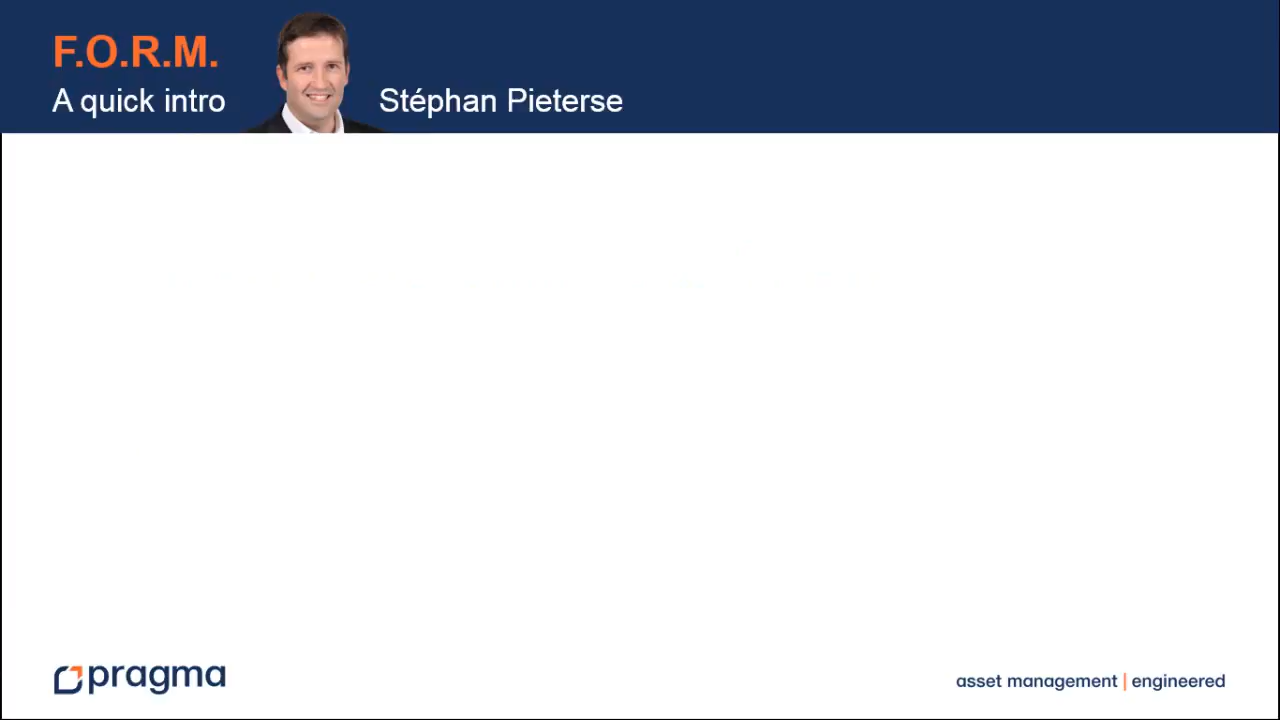 F.O.R.M.
A quick intro
Stéphan Pieterse
pragma
asset management | engineered